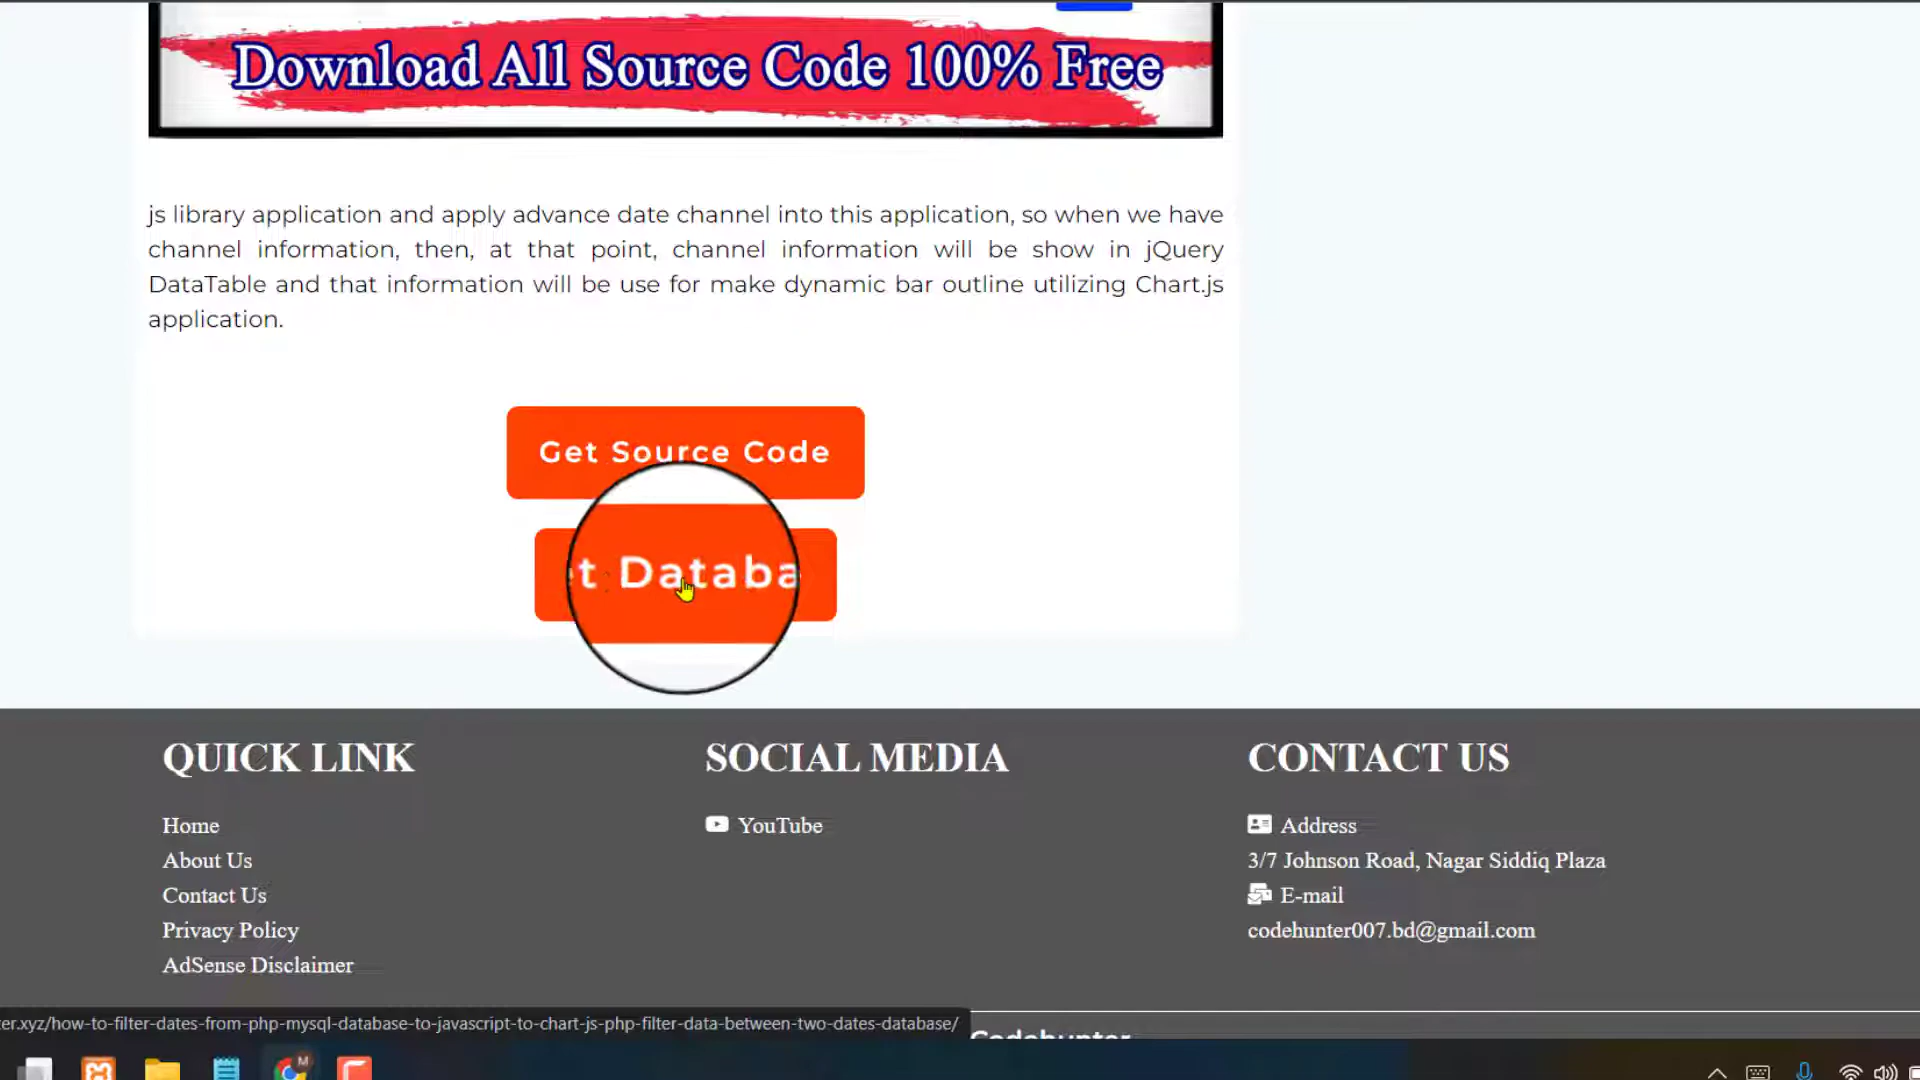 Download All Source Code 100% Free
js library application and apply advance date channel into this application, so when we have
channel information, then, at that point, channel information will be show in jQuery
DataTable and that information will be use for make dynamic bar outline utilizing Chart.js
application.
Get Source Code
t Databa
QUICK LINK
Home
About Us
Contact Us
Privacy Policy
AdSense Disclaimer
SOCIAL MEDIA
YouTube
CONTACT US
Address
3/7 Johnson Road, Nagar Siddiq Plaza
E-mail
codehunter007.bd@gmail.com
er.xyz/how-to-filter-dates-from-php-mysql-database-to-javascript-to-chart-js-php-filter-data-between-two-dates-database/
Codehunter
M